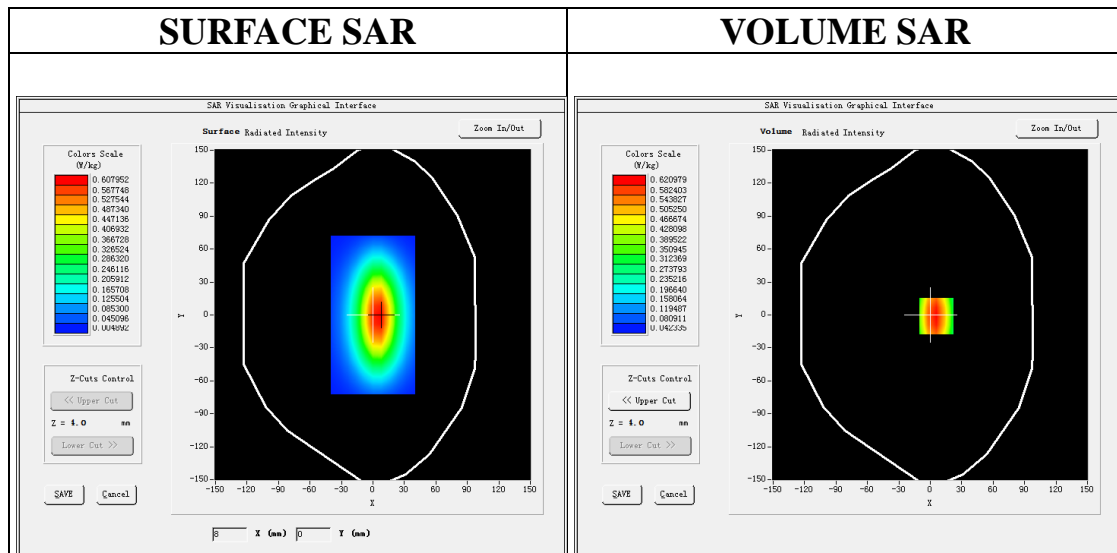 SURFACE SAR
VOLUME SAR
SAR Visualisation Graphical Interface
Surface Radiated Intensity
Zoom In/Out
Colors Scale
(W/kg)
0.607952
0.567748
0.527544
0.487340
0.447136
0.406932
0.366728
0.326524
0.286320
0.246116
0.205912
0.165708
0.125504
0.085300
0.045096
0.004892
Z-Cuts Control
<< Upper Cut
Z = 4.0 mm
Lower Cut >>
SAVE Cancel
150
120
90
60
30
0
-30
-60
-90
-120
-150
Y
-150 -120 -90 -60 -30 0 30 60 90 120 150
X
8 X (mm) 0 Y (mm)
SAR Visualisation Graphical Interface
Volume Radiated Intensity
Zoom In/Out
Colors Scale
(W/kg)
0.620979
0.582403
0.543827
0.505250
0.466674
0.428098
0.389522
0.350945
0.312369
0.273793
0.235216
0.196640
0.158064
0.119487
0.080911
0.042335
Z-Cuts Control
<< Upper Cut
Z = 4.0 mm
Lower Cut >>
SAVE Cancel
150
120
90
60
30
0
-30
-60
-90
-120
-150
Y
-150 -120 -90 -60 -30 0 30 60 90 120 150
X